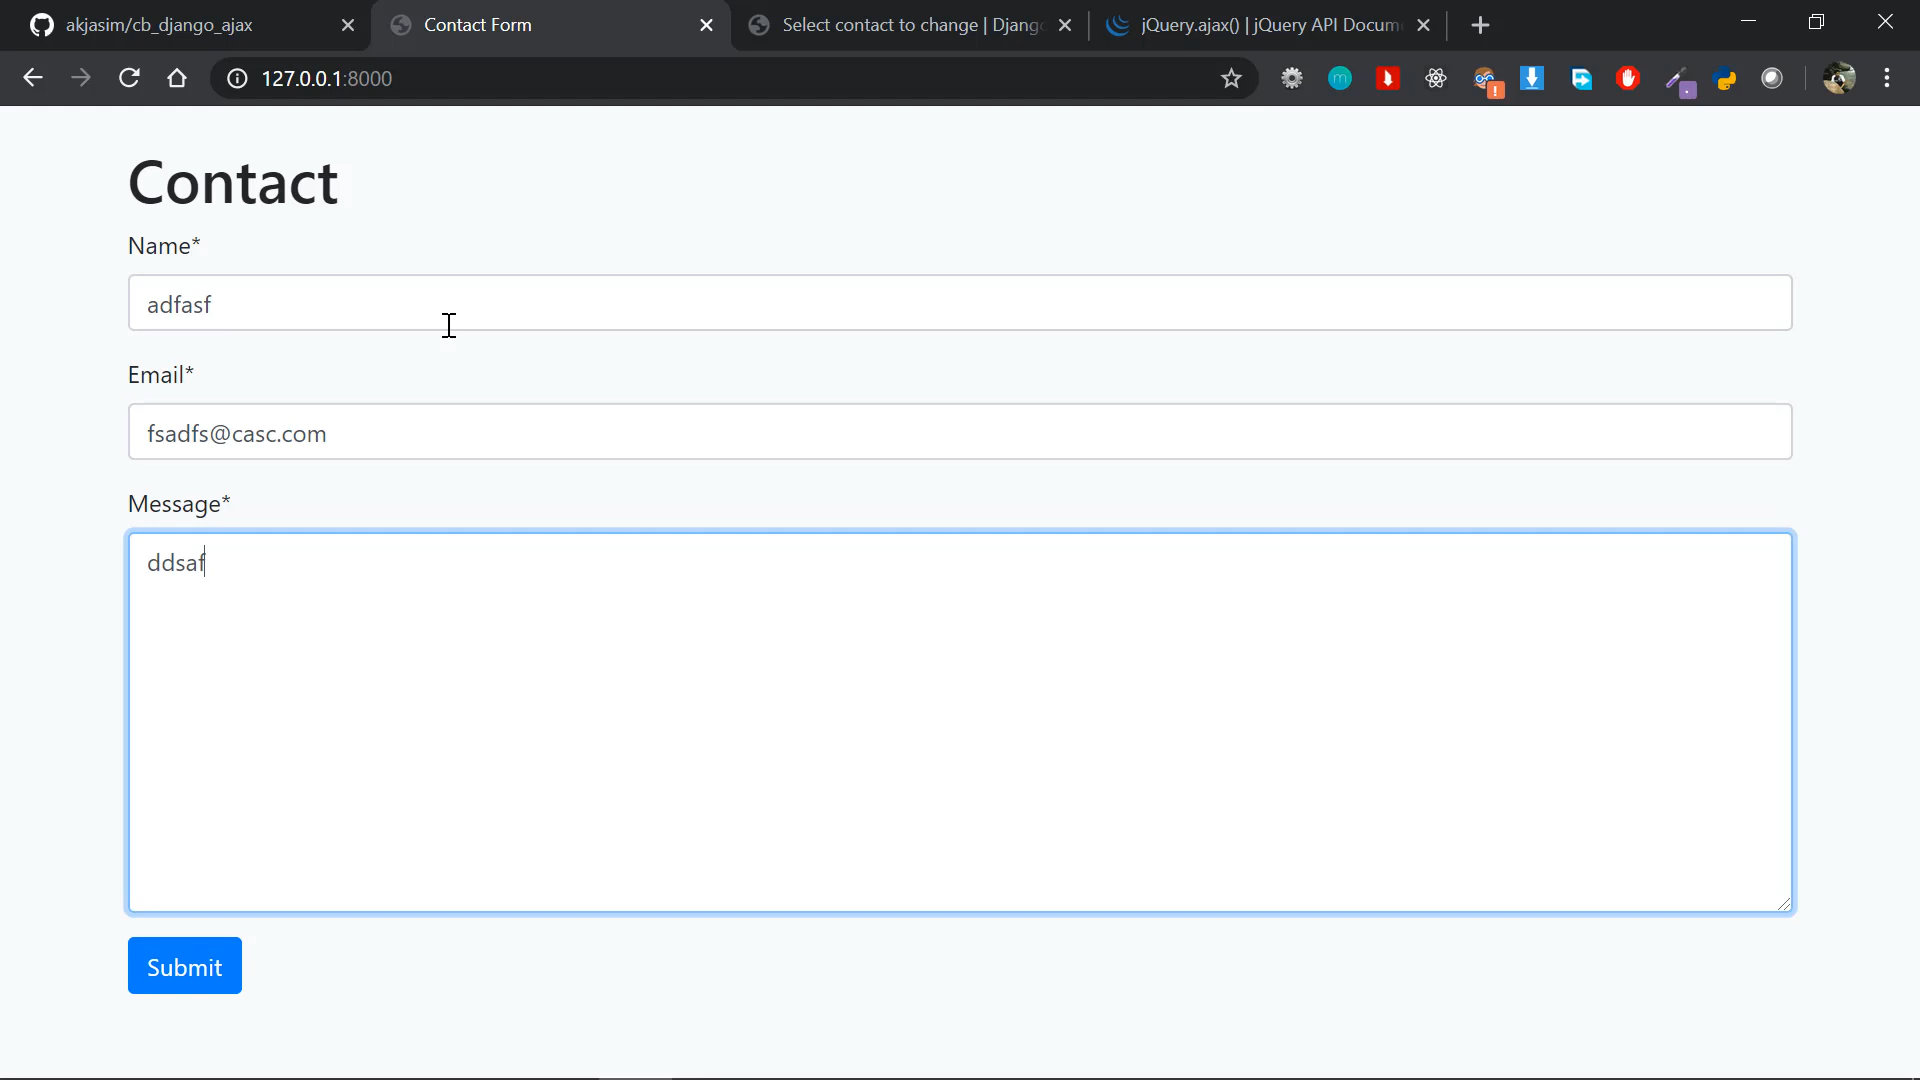 akjasim/cb_django_ajax
Contact Form
Select contact to change | Djang
jQuery.ajax() | jQuery API Docum
127.0.0.1:8000
Contact
Name*
adfasf
Email*
fsadfs@casc.com
Message*
ddsaf
Submit